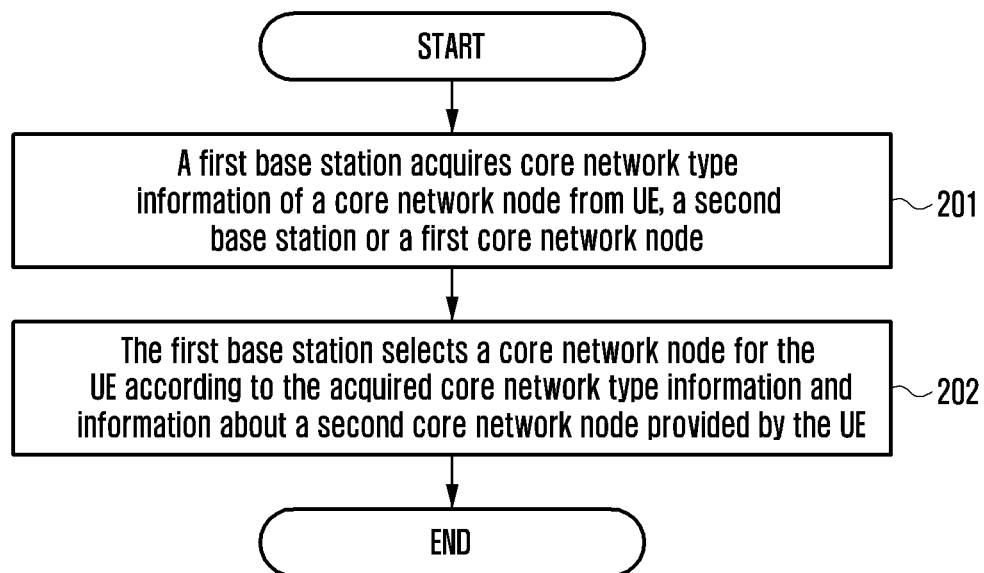 START
A first base station acquires core network type
information of a core network node from UE, a second
base station or a first core network node
201
The first base station selects a core network node for the
UE according to the acquired core network type information and
information about a second core network node provided by the UE
202
END